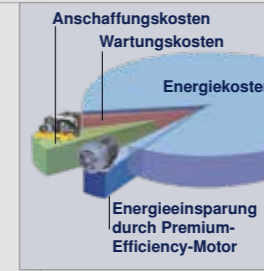 Anschaffungskosten
Wartungskosten
Energiekoste
Energieeinsparung
durch Premium-
Efficiency-Motor